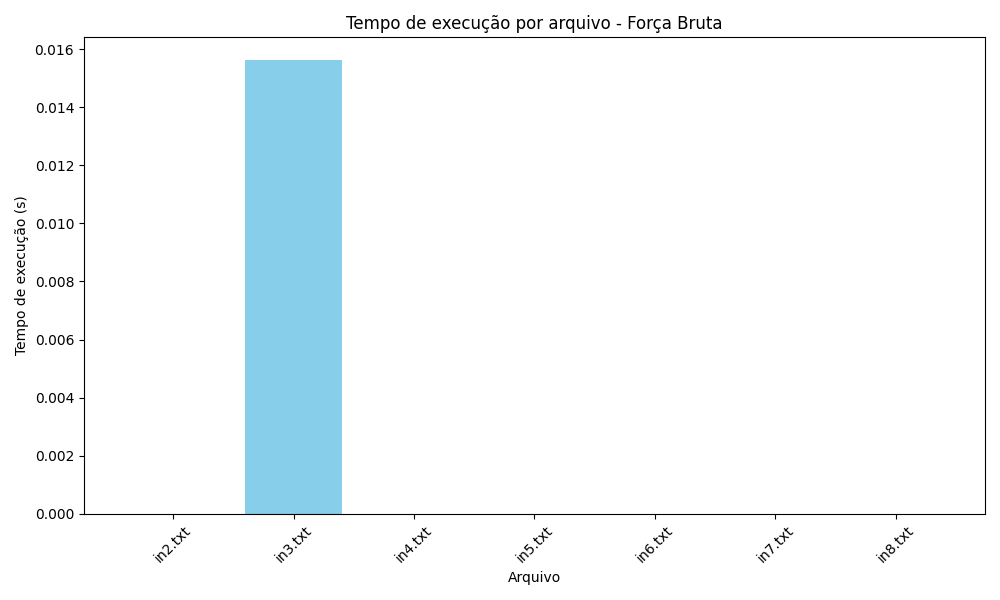 Tempo de execução por arquivo - Força Bruta
0.016
0.014
0.012
0.010
0.008
0.006
0.004
0.002
0.000
Tempo de execução (s)
in2.txt
in3.txt
in4.txt
in5.txt
in6.txt
in7.txt
in8.txt
Arquivo